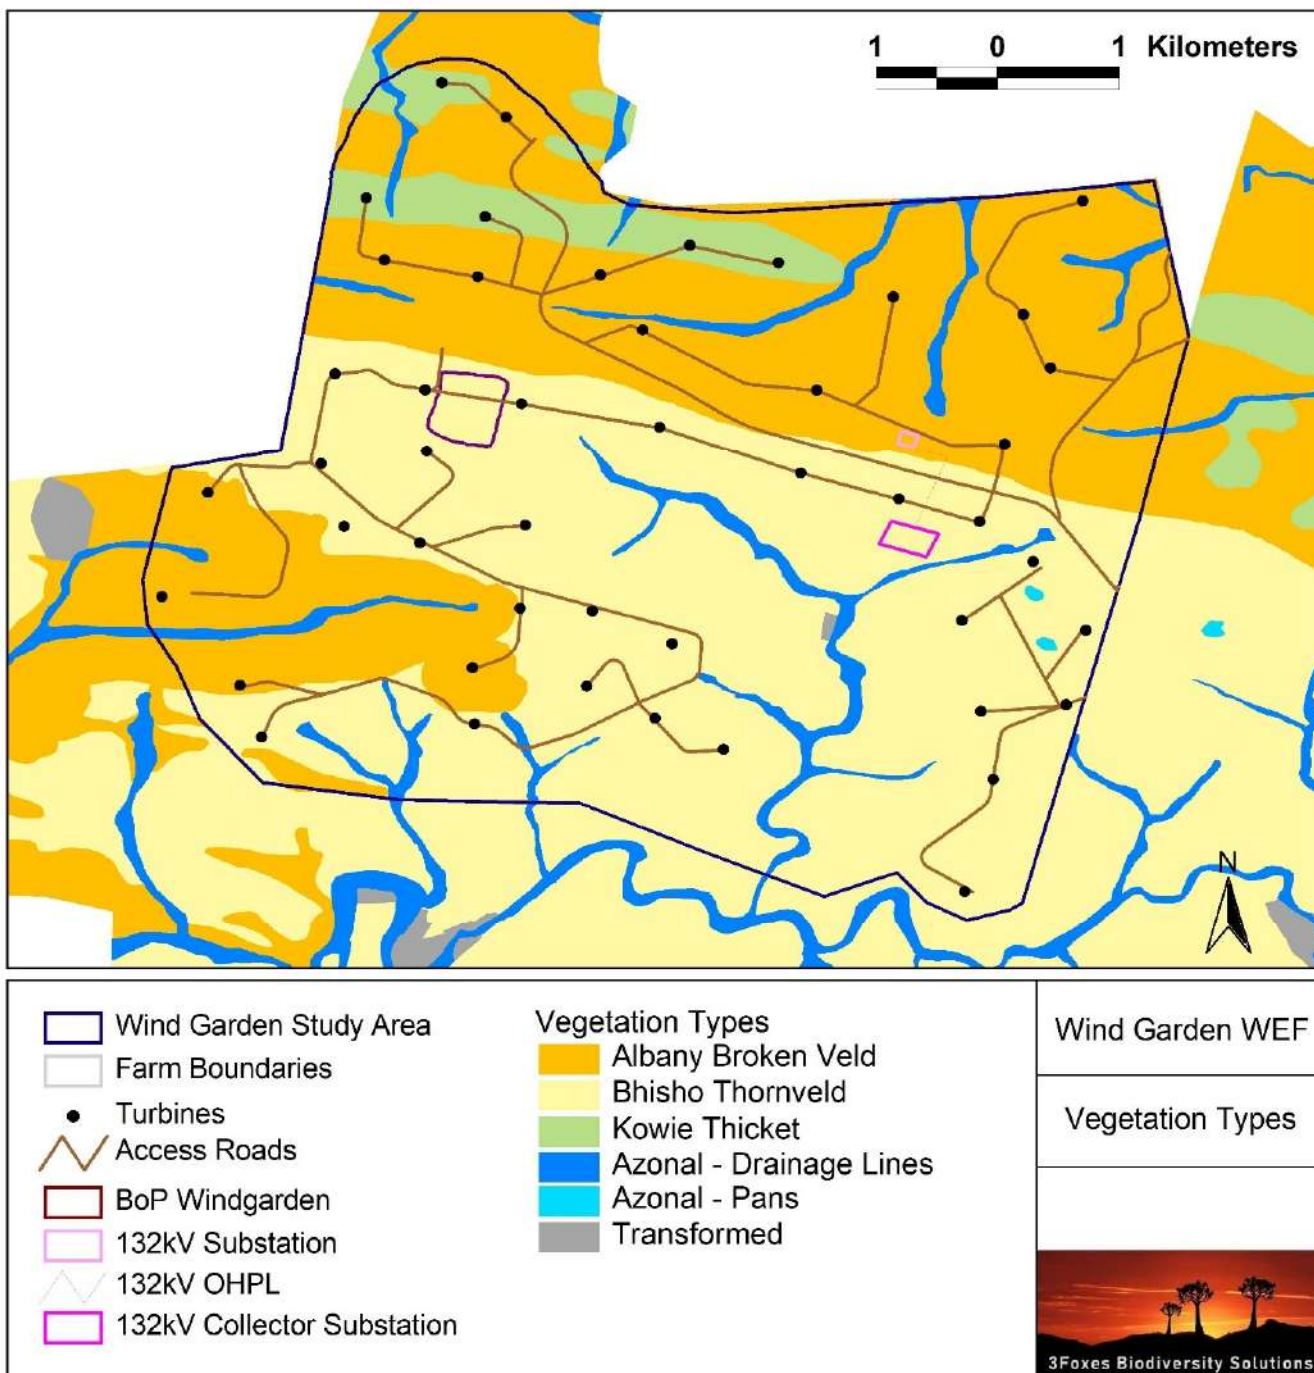 1 0 1 Kilometers
N
Wind Garden Study Area
Farm Boundaries
Turbines
Access Roads
BoP Windgarden
132kV Substation
132kV OHPL
132kV Collector Substation
Vegetation Types
Albany Broken Veld
Bhisho Thornveld
Kowie Thicket
Azonal - Drainage Lines
Azonal - Pans
Transformed
Wind Garden WEF
Vegetation Types
3Foxes Biodiversity Solutions